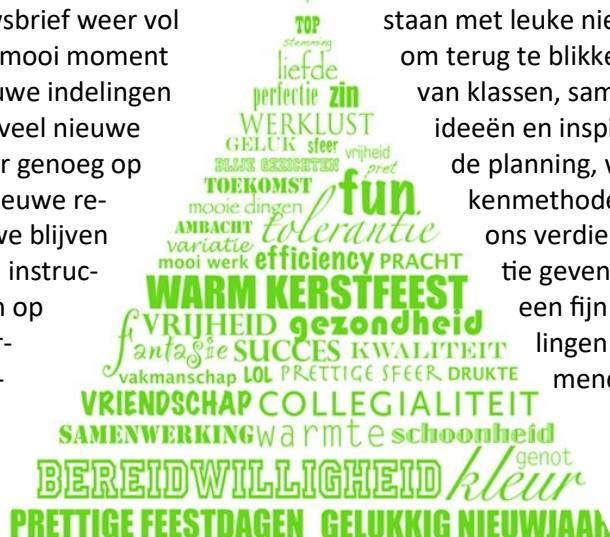 sbrief weer vol staan met leuke nie
mooi moment om terug te blikke
uwe indelingen van klassen, sam
veel nieuwe ideeën en inspi
r genoeg op de planning, v
euwe re- kenmethode
ve blijven ons verdie
instruc- tie geven
n op een fijn
r- lingen
- mend
TOP
stemming
liefde
perfectie zin
WERKLUST
GELUK sfeer vrijheid
BLIJE GEZICHTEN pret
TOEKOMST fun
mooie dingen
AMBACHT tolerantie
variatie
mooi werk efficiency PRACHT
WARM KERSTFEEST
VRIJHEID gezondheid
fantasie SUCCES KWALITEIT
vakmanschap LOL PRETTIGE SFEER DRUKTE
VRIENDSCHAP COLLEGIALITEIT
SAMENWERKING warmte schoonheid
genot
BEREIDWILLIGHEID kleur
PRETTIGE FEESTDAGEN GELUKKIG NIEUWJAAR